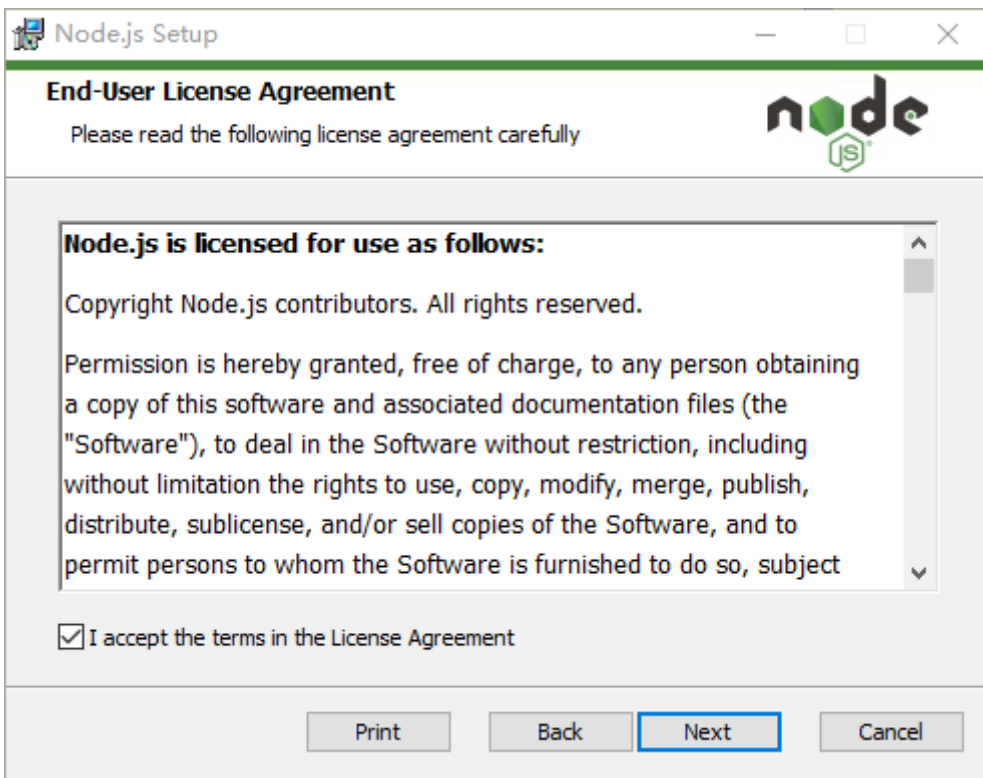 Node.js Setup
End-User License Agreement
Please read the following license agreement carefully
node
JS
Node.js is licensed for use as follows:
Copyright Node.js contributors. All rights reserved.
Permission is hereby granted, free of charge, to any person obtaining
a copy of this software and associated documentation files (the
"Software"), to deal in the Software without restriction, including
without limitation the rights to use, copy, modify, merge, publish,
distribute, sublicense, and/or sell copies of the Software, and to
permit persons to whom the Software is furnished to do so, subject
I accept the terms in the License Agreement
Print Back Next Cancel